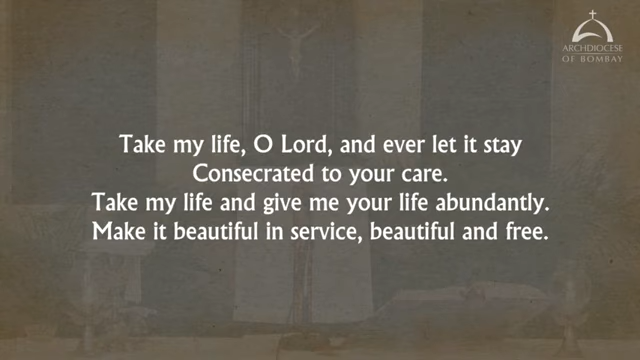 ARCHDIOCESE
OF BOMBAY
Take my life, O Lord, and ever let it stay
Consecrated to your care.
Take my life and give me your life abundantly.
Make it beautiful in service, beautiful and free.